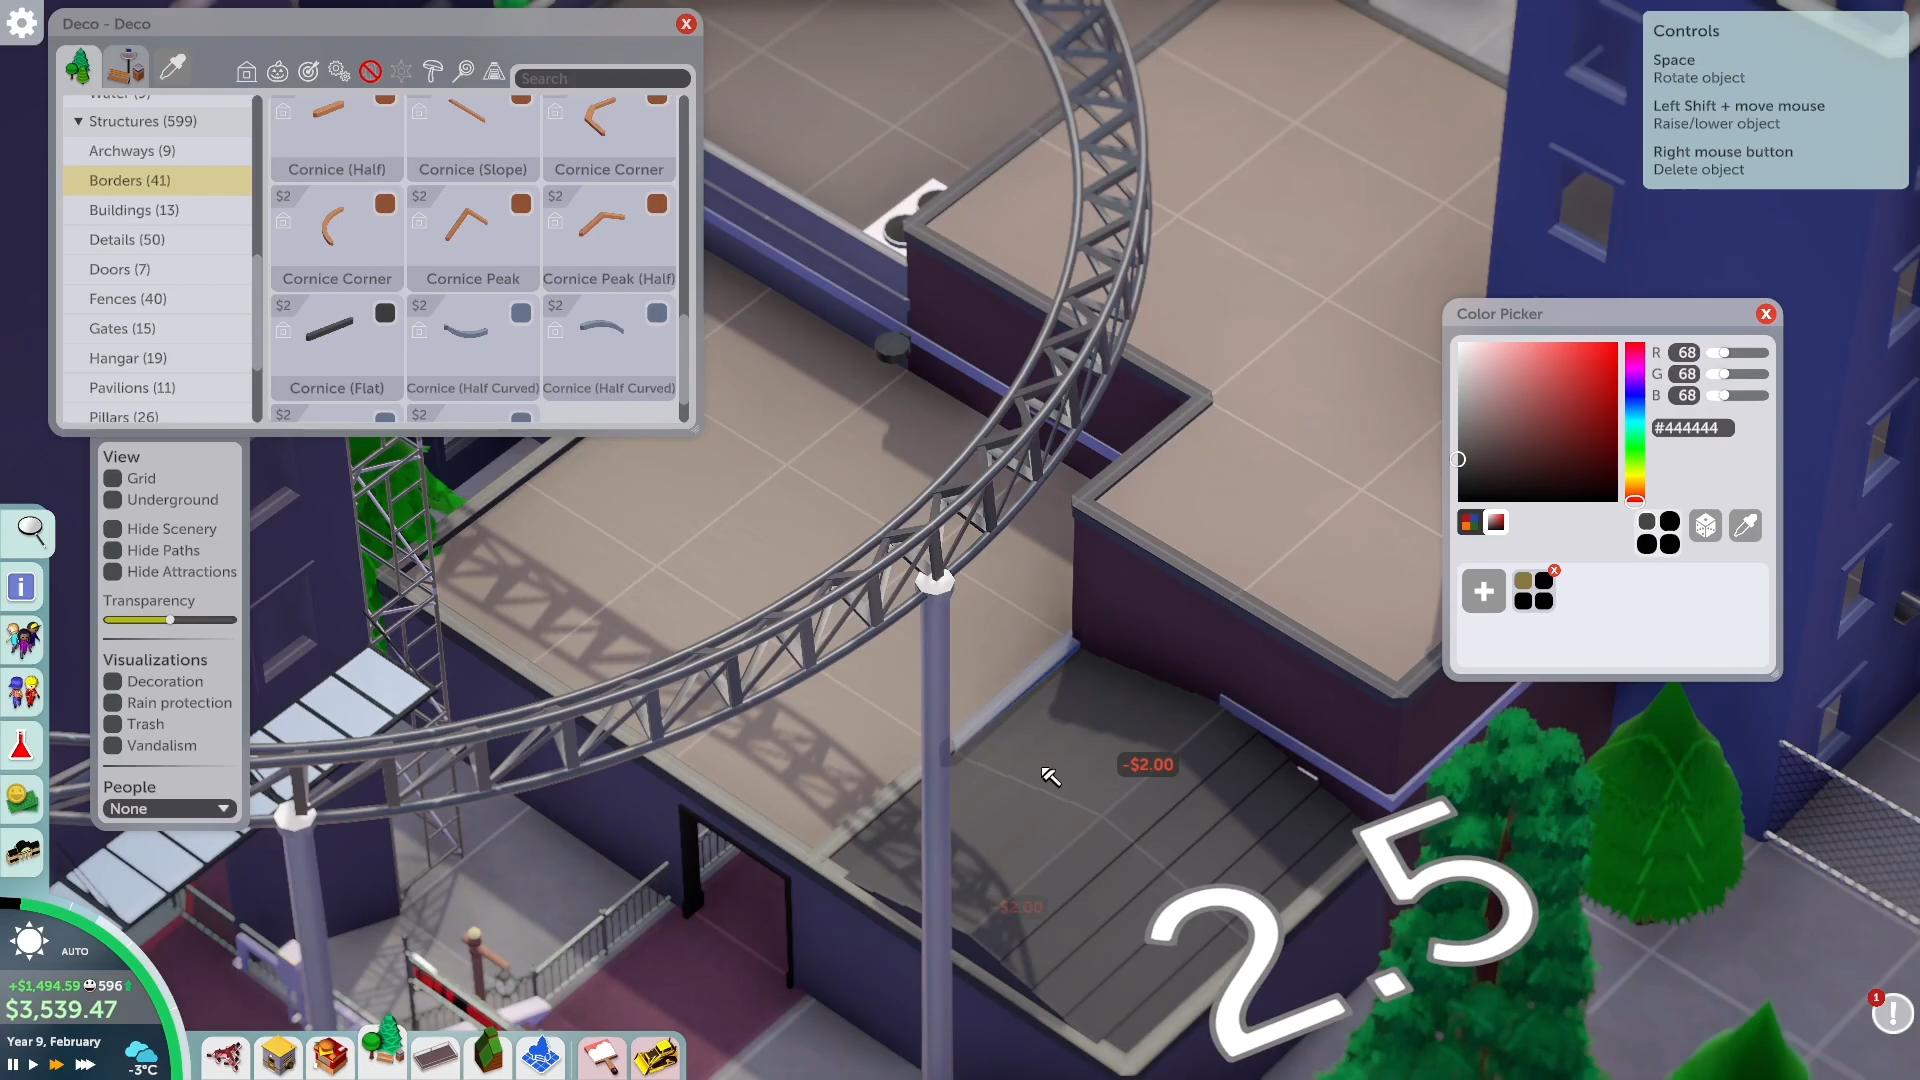 Deco - Deco
X
Search
Water (9)
Structures (599)
Archways (9)
Borders (41)
Buildings (13)
Details (50)
Doors (7)
Fences (40)
Gates (15)
Hangar (19)
Pavilions (11)
Pillars (26)
Cornice (Half)
Cornice (Slope)
Cornice Corner
$2
$2
$2
Cornice Corner
Cornice Peak
Cornice Peak (Half)
$2
$2
$2
Cornice (Flat)
Cornice (Half Curved)
Cornice (Half Curved)
$2
$2
Controls
Space
Rotate object
Left Shift + move mouse
Raise/lower object
Right mouse button
Delete object
Color Picker
X
R 68
G 68
B 68
#444444
+
X
View
Grid
Underground
Hide Scenery
Hide Paths
Hide Attractions
Transparency
Visualizations
Decoration
Rain protection
Trash
Vandalism
People
None
-$2.00
-$2.00
2.5
AUTO
+$1,494.59 596
$3,539.47
Year 9, February
-3°C
1
!
i